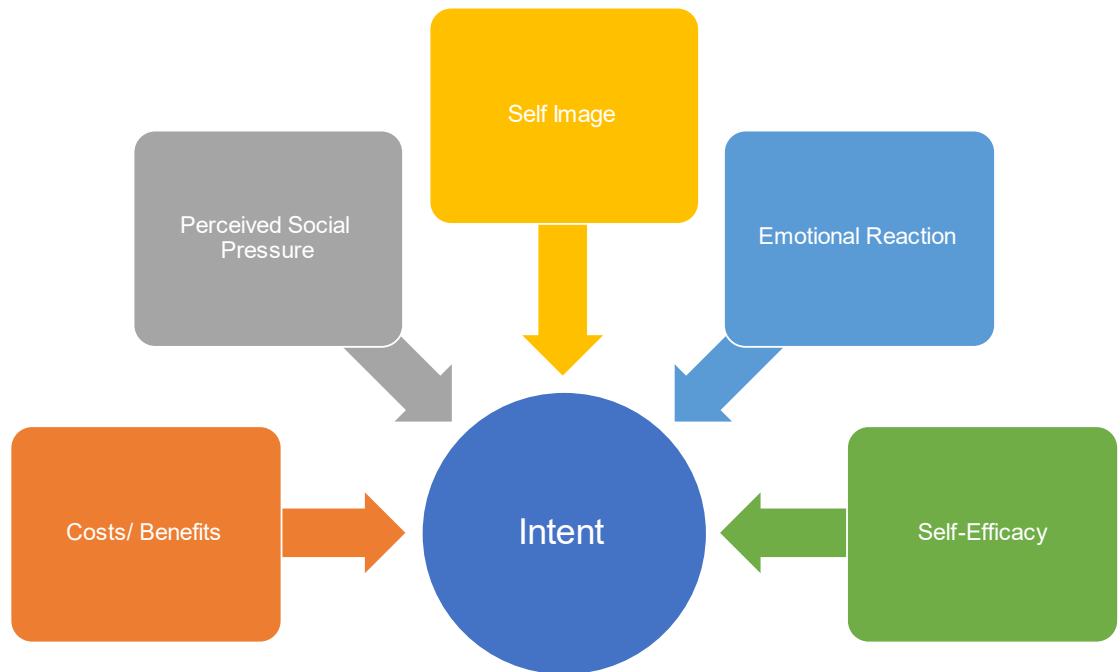 Self Image
Perceived Social
Pressure
Emotional Reaction
Costs/ Benefits
Intent
Self-Efficacy